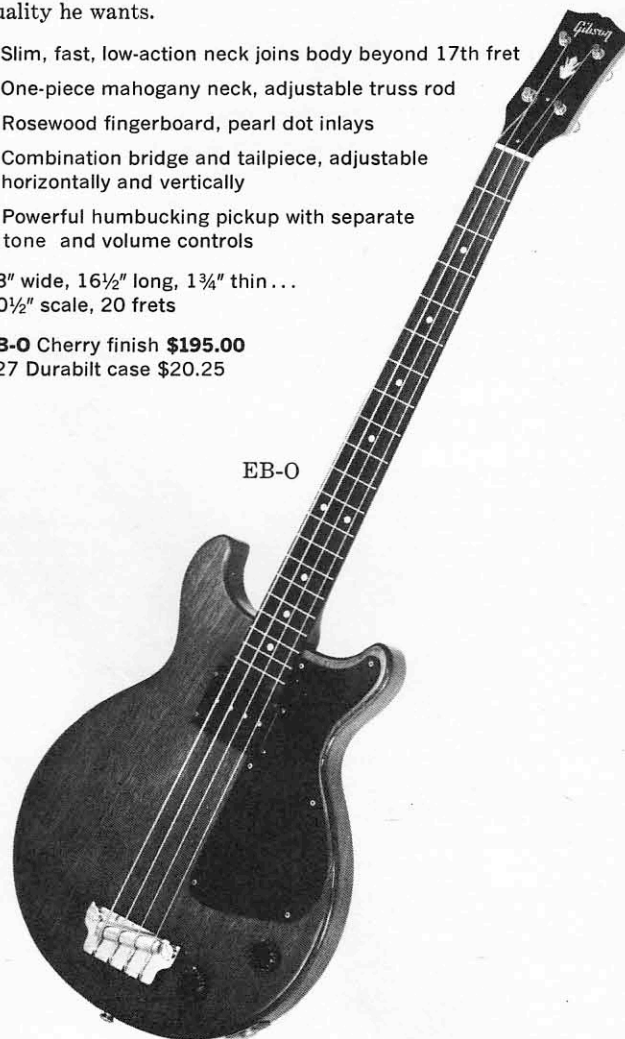 uality he wants.
Slim, fast, low-action neck joins body beyond 17th fret
One-piece mahogany neck, adjustable truss rod
Rosewood fingerboard, pearl dot inlays
Combination bridge and tailpiece, adjustable
horizontally and vertically
Powerful humbucking pickup with separate
tone and volume controls
3" wide, 16½" long, 1¾" thin...
0½" scale, 20 frets
B-O Cherry finish $195.00
27 Durabilt case $20.25
EB-O
Gibson